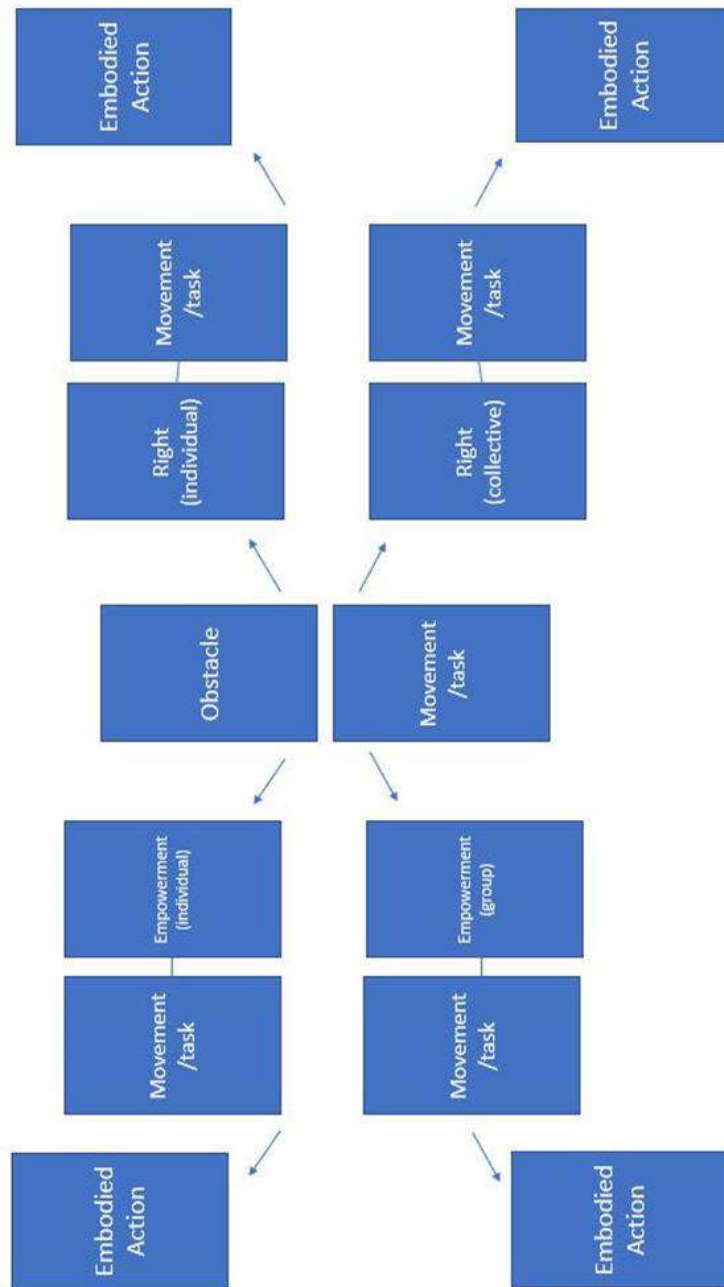 Embodied
Action
Embodied
Action
Movement
/task
Empowerment
(individual)
Obstacle
Right
(individual)
Movement
/task
Movement
/task
Empowerment
(group)
Movement
/task
Right
(collective)
Movement
/task
Embodied
Action
Embodied
Action